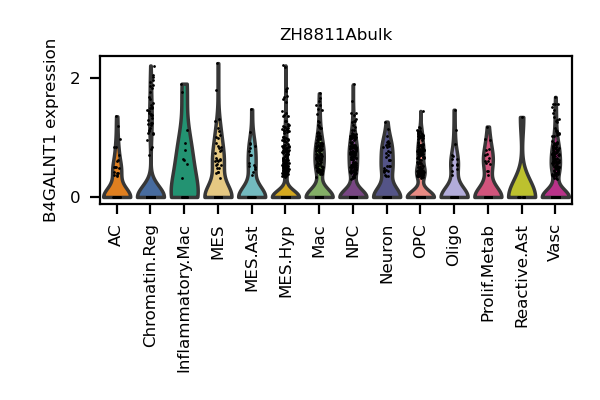 ZH8811Abulk
B4GALNT1 expression
2
1
0
AC
Chromatin.Reg
Inflammatory.Mac
MES
MES.Ast
MES.Hyp
Mac
NPC
Neuron
OPC
Oligo
Prolif.Metab
Reactive.Ast
Vasc